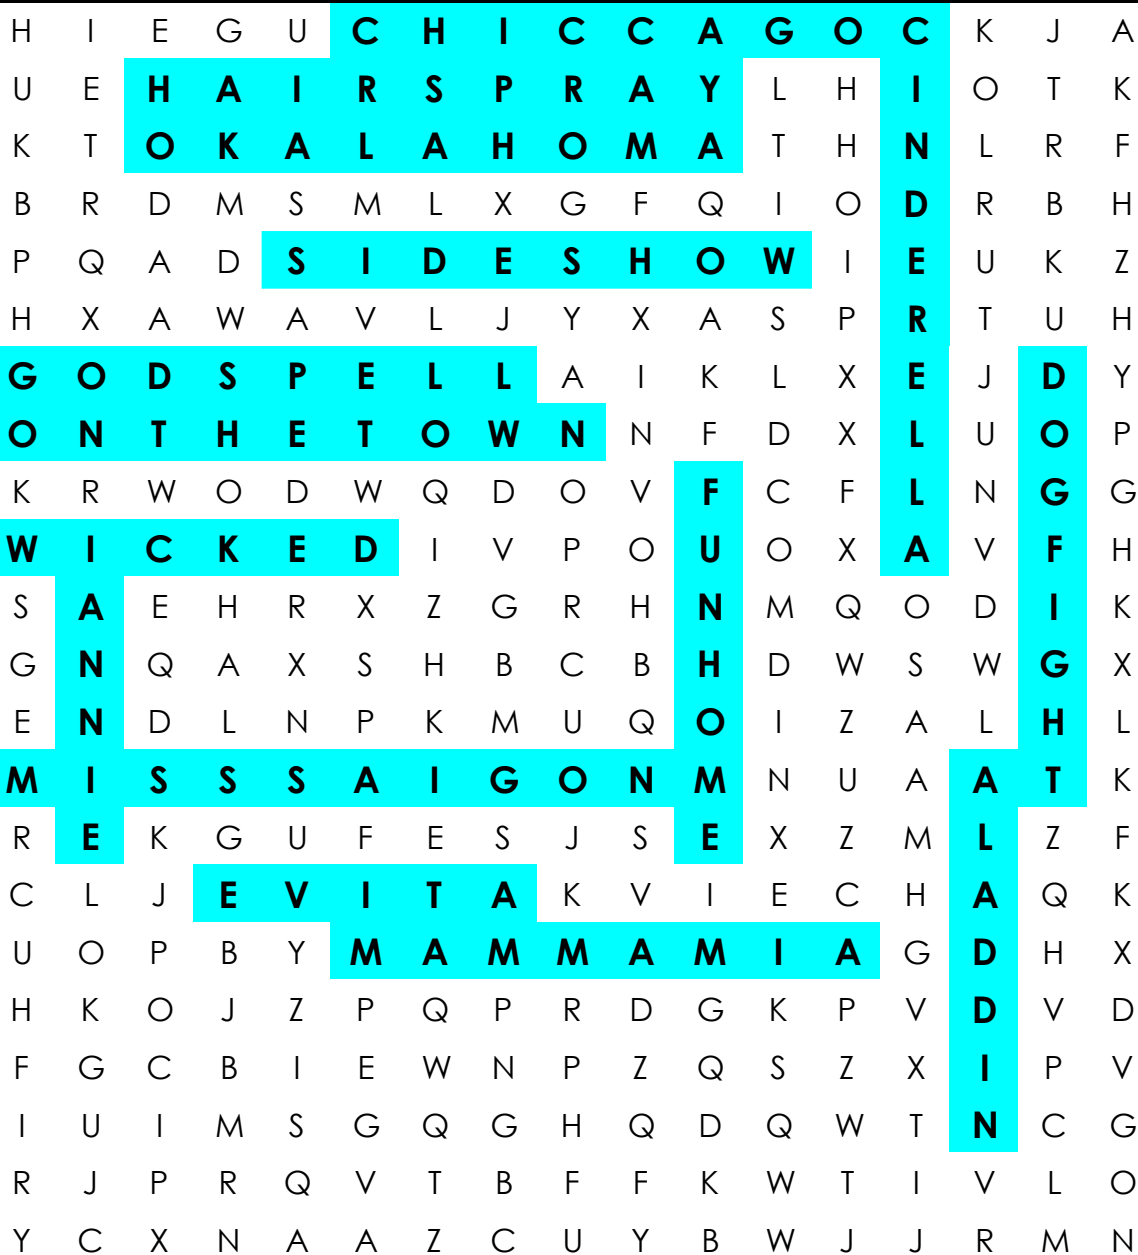 H I E G U C H I C C A G O C K J A
U E H A I R S P R A Y L H I O T K
K T O K A L A H O M A T H N L R F
B R D M S M L X G F Q I O D R B H
P Q A D S I D E S H O W I E U K Z
H X A W A V L J Y X A S P R T U H
G O D S P E L L A I K L X E J D Y
O N T H E T O W N N F D X L U O P
K R W O D W Q D O V F C F L N G G
W I C K E D I V P O U O X A V F H
S A E H R X Z G R H N M Q O D I K
G N Q A X S H B C B H D W S W G X
E N D L N P K M U Q O I Z A L H L
M I S S S A I G O N M N U A A T K
R E K G U F E S J S E X Z M L Z F
C L J E V I T A K V I E C H A Q K
U O P B Y M A M M A M I A G D H X
H K O J Z P Q P R D G K P V D V D
F G C B I E W N P Z Q S Z X I P V
I U I M S G Q G H Q D Q W T N C G
R J P R Q V T B F F K W T I V L O
Y C X N A A Z C U Y B W J J R M N